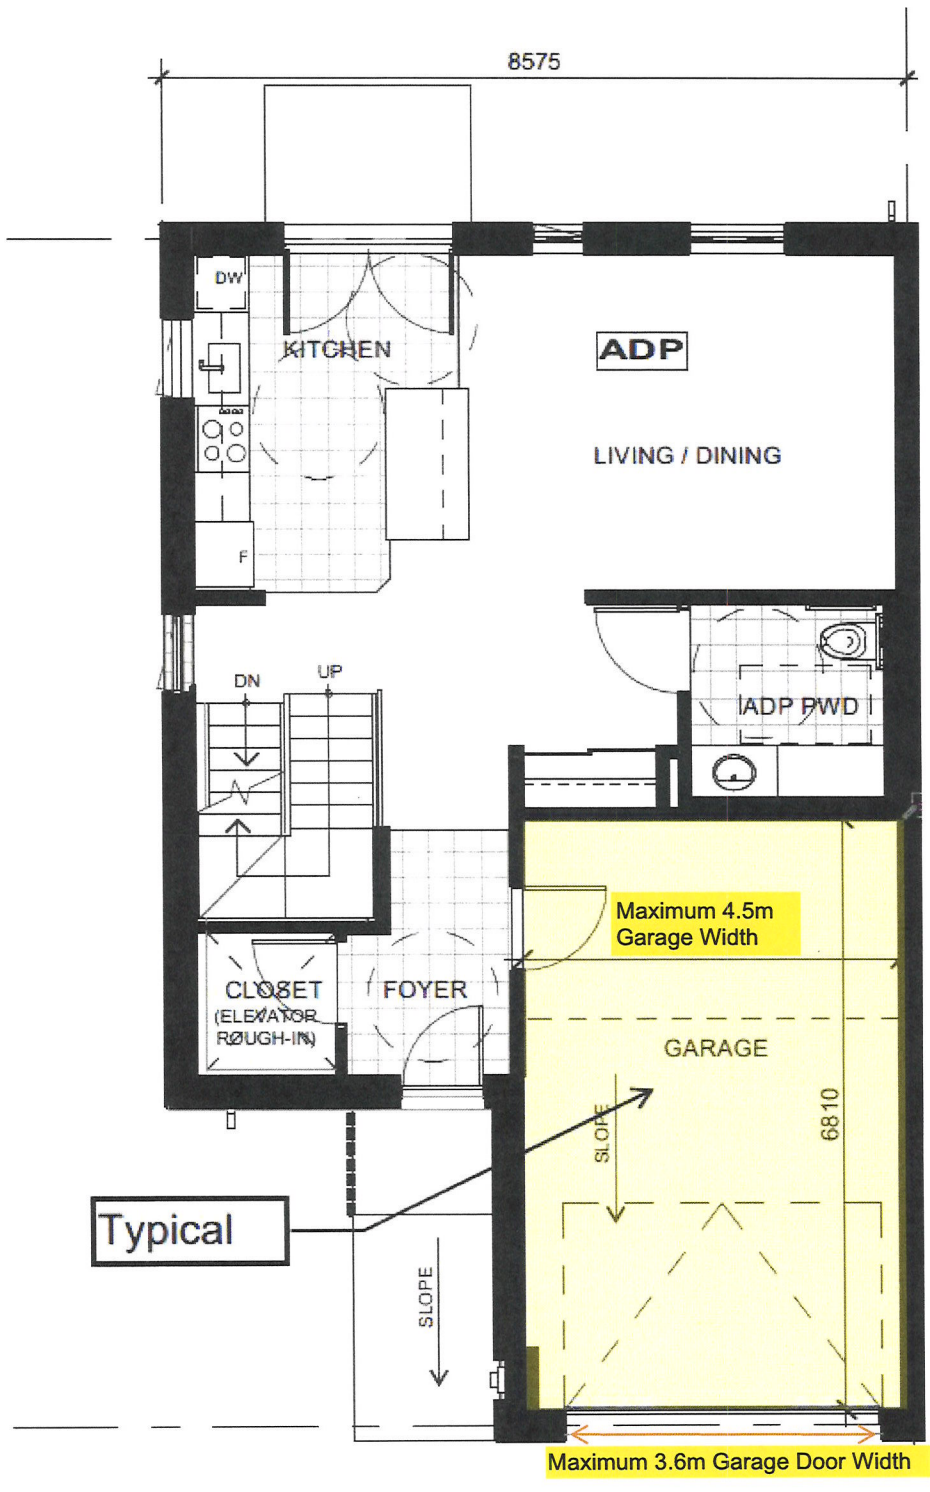 8575
DW
KITCHEN
ADP
LIVING / DINING
F
DN
UP
ADP PWD
Maximum 4.5m
Garage Width
CLOSET
(ELEVATOR
ROUGH-IN)
FOYER
GARAGE
6810
SLOPE
Typical
SLOPE
Maximum 3.6m Garage Door Width